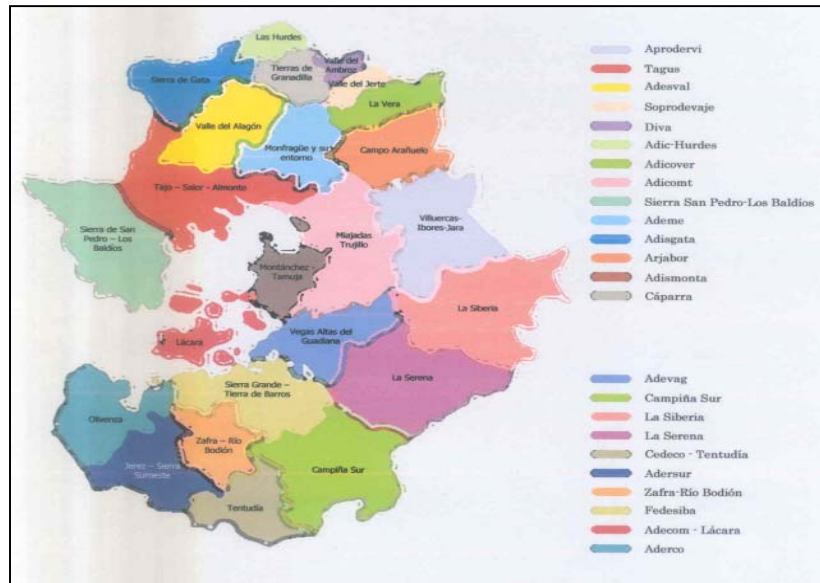 Las Hurdes
Valle del
Ambroz
Sierra de Gata
Tierras de
Granadilla
Valle del Jerte
La Vera
Valle del Alagón
Monfragüe y su
entorno
Campo Arañuelo
Tajo – Salor - Almonte
Sierra de San
Pedro – Los
Baldíos
Miajadas
Trujillo
Villuercas-
Ibores-Jara
Montánchez -
Tamuja
La Siberia
Lácara
Vegas Altas del
Guadiana
La Serena
Sierra Grande –
Tierra de Barros
Olivenza
Zafra – Río
Bodión
Jerez – Sierra
Suroeste
Campiña Sur
Tentudía
Aprodervi
Tagus
Adesval
Soprodevaje
Diva
Adic-Hurdes
Adicover
Adicomt
Sierra San Pedro-Los Baldíos
Ademe
Adisgata
Arjabor
Adismonta
Cáparra
Adevag
Campiña Sur
La Siberia
La Serena
Cedeco - Tentudía
Adersur
Zafra-Río Bodión
Fedesiba
Adecom - Lácara
Aderco